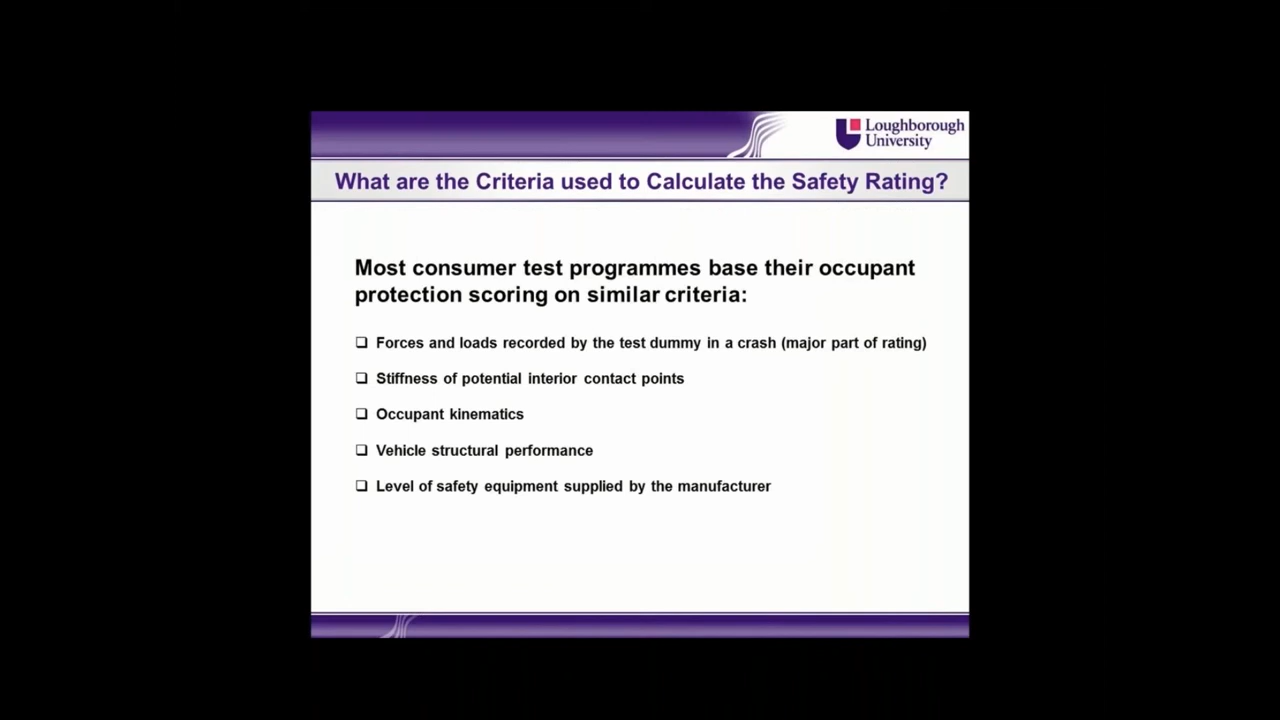 Loughborough
University
What are the Criteria used to Calculate the Safety Rating?
Most consumer test programmes base their occupant
protection scoring on similar criteria:
❑ Forces and loads recorded by the test dummy in a crash (major part of rating)
❑ Stiffness of potential interior contact points
❑ Occupant kinematics
❑ Vehicle structural performance
❑ Level of safety equipment supplied by the manufacturer